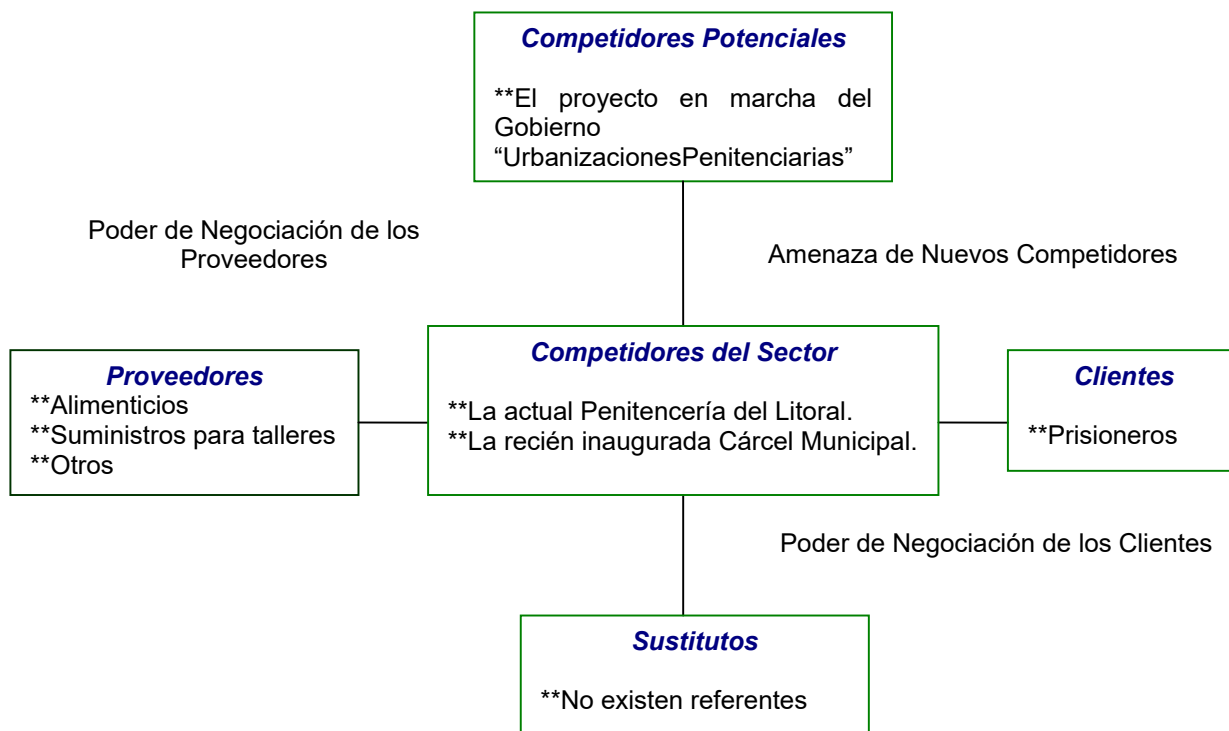 Competidores Potenciales
**El proyecto en marcha del
Gobierno
“UrbanizacionesPenitenciarias”
Poder de Negociación de los
Proveedores
Amenaza de Nuevos Competidores
Proveedores
**Alimenticios
**Suministros para talleres
**Otros
Competidores del Sector
**La actual Penitencería del Litoral.
**La recién inaugurada Cárcel Municipal.
Clientes
**Prisioneros
Poder de Negociación de los Clientes
Sustitutos
**No existen referentes